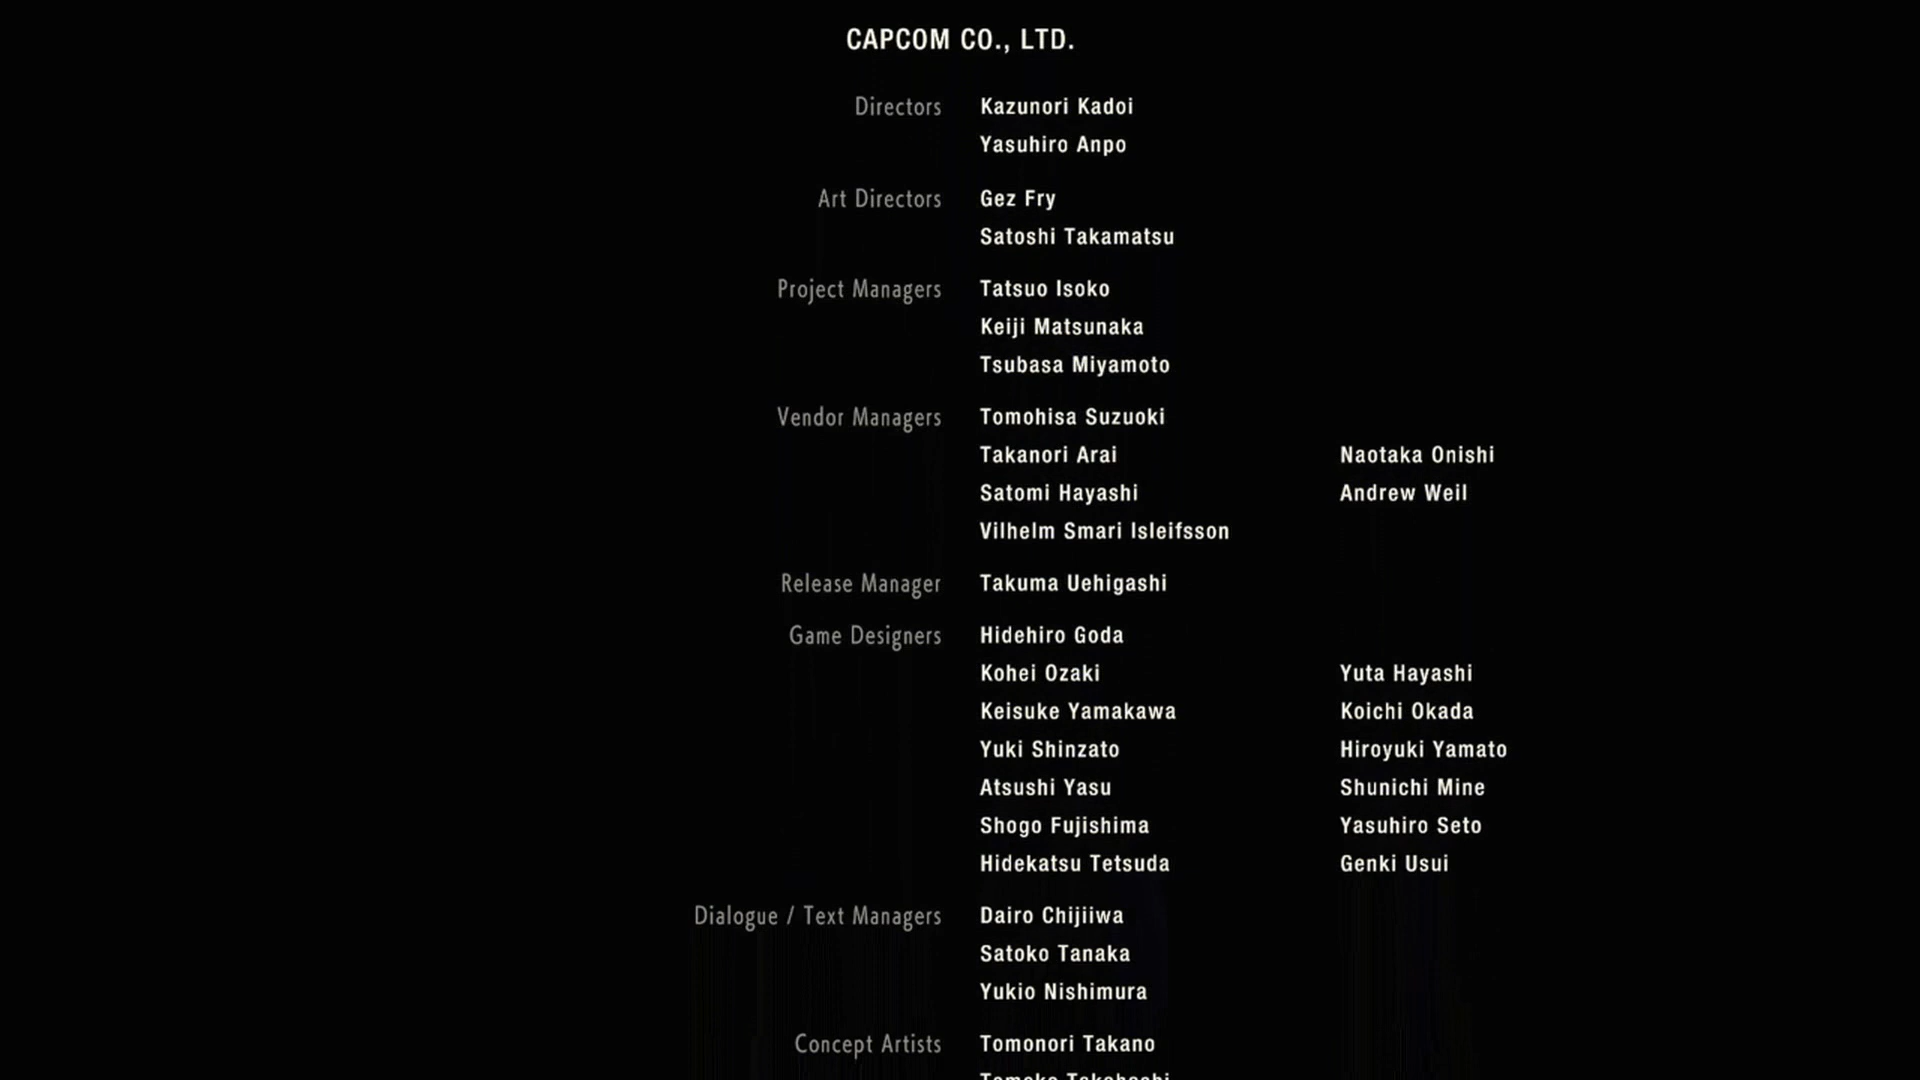 CAPCOM CO., LTD.
Directors Kazunori Kadoi
Yasuhiro Anpo
Art Directors Gez Fry
Satoshi Takamatsu
Project Managers Tatsuo Isoko
Keiji Matsunaka
Tsubasa Miyamoto
Vendor Managers Tomohisa Suzuoki
Takanori Arai Naotaka Onishi
Satomi Hayashi Andrew Weil
Vilhelm Smari Isleifsson
Release Manager Takuma Uehigashi
Game Designers Hidehiro Goda
Kohei Ozaki Yuta Hayashi
Keisuke Yamakawa Koichi Okada
Yuki Shinzato Hiroyuki Yamato
Atsushi Yasu Shunichi Mine
Shogo Fujishima Yasuhiro Seto
Hidekatsu Tetsuda Genki Usui
Dialogue / Text Managers Dairo Chijiiwa
Satoko Tanaka
Yukio Nishimura
Concept Artists Tomonori Takano